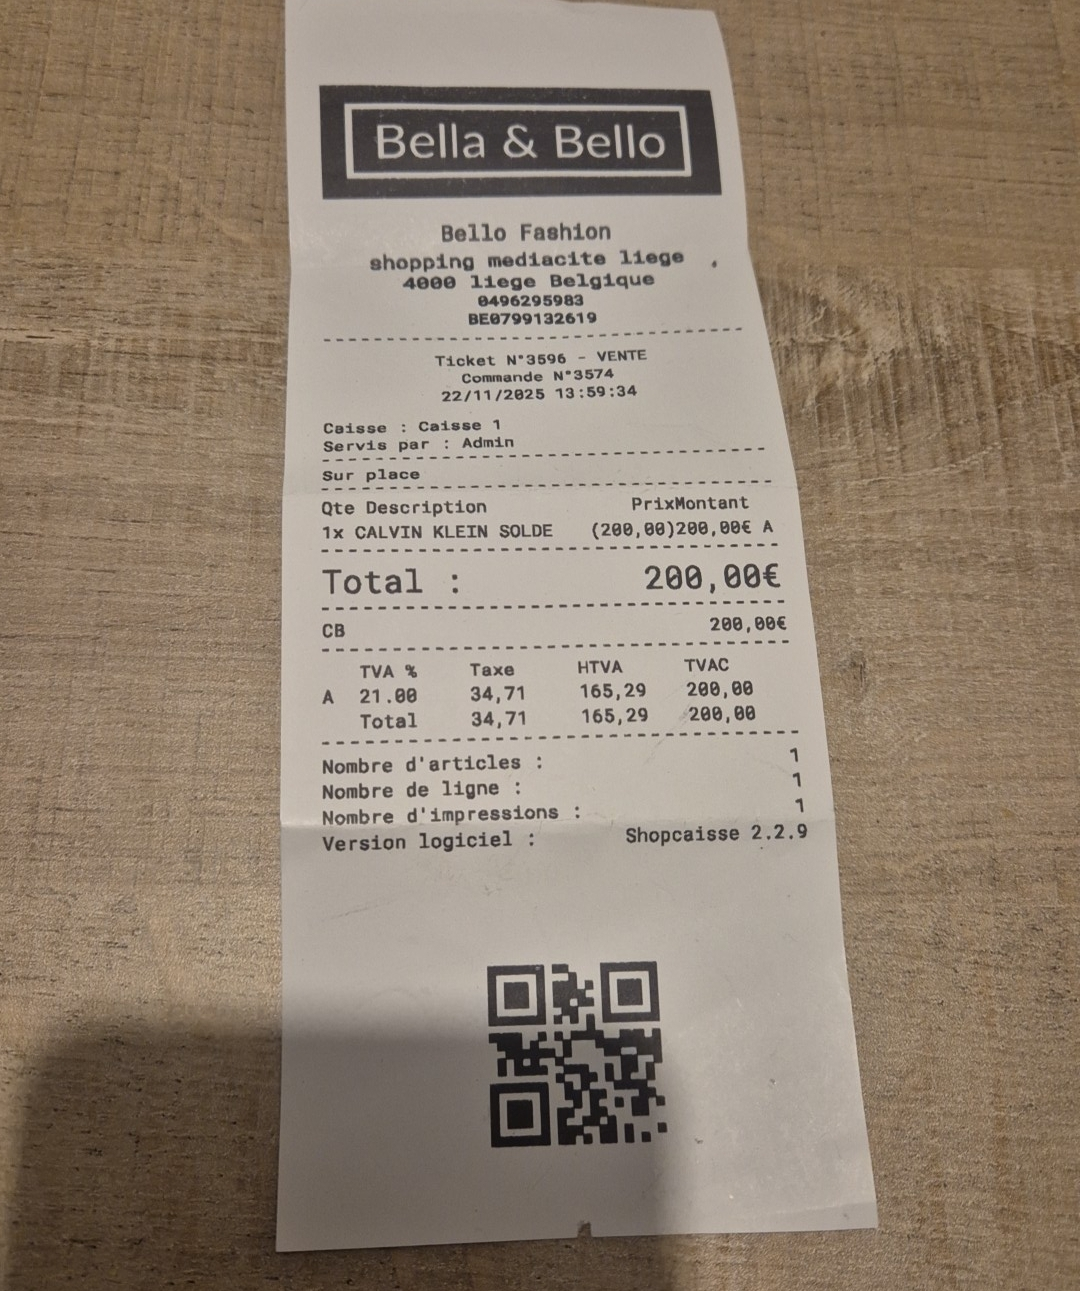 Bella & Bello
Bello Fashion
shopping mediacite liege
4000 liege Belgique
0496295983
BE0799132619
Ticket N°3596 - VENTE
Commande N°3574
22/11/2025 13:59:34
Caisse : Caisse 1
Servis par : Admin
Sur place
Qte Description PrixMontant
1x CALVIN KLEIN SOLDE (200,00)200,00€ A
Total : 200,00€
CB 200,00€
TVA % Taxe HTVA TVAC
A 21.00 34,71 165,29 200,00
Total 34,71 165,29 200,00
Nombre d'articles : 1
Nombre de ligne : 1
Nombre d'impressions : 1
Version logiciel : Shopcaisse 2.2.9